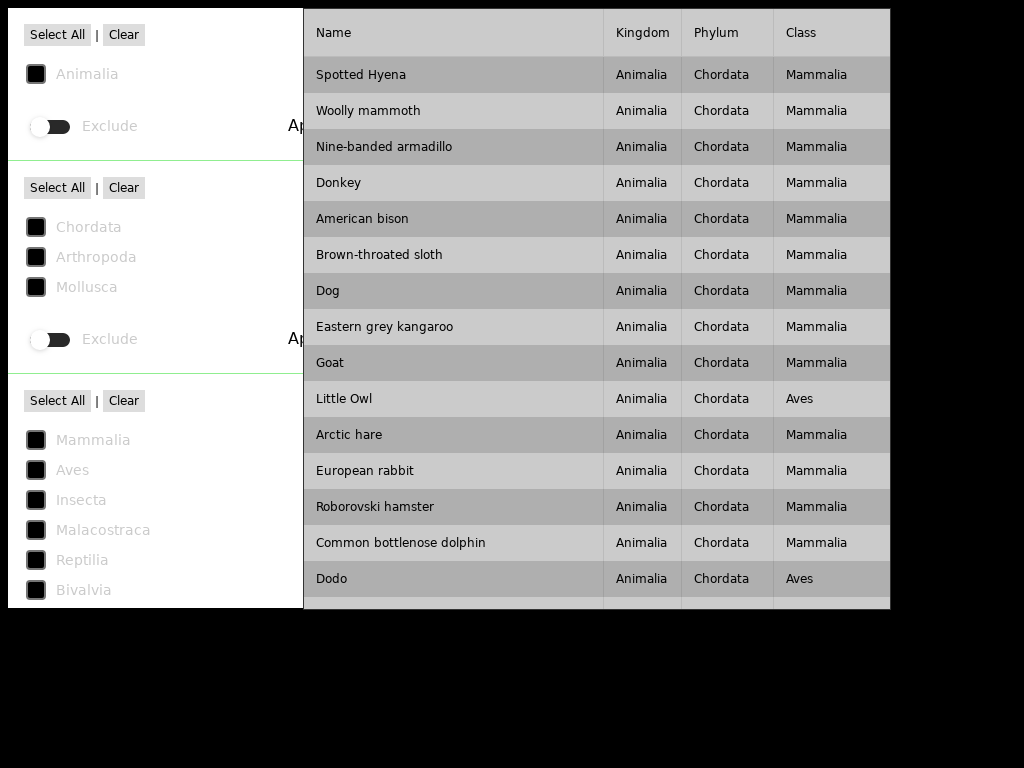 Select All | Clear
Animalia
Exclude
Ap
Select All | Clear
Chordata
Arthropoda
Mollusca
Exclude
Ap
Select All | Clear
Mammalia
Aves
Insecta
Malacostraca
Reptilia
Bivalvia
Name Kingdom Phylum Class
Spotted Hyena Animalia Chordata Mammalia
Woolly mammoth Animalia Chordata Mammalia
Nine-banded armadillo Animalia Chordata Mammalia
Donkey Animalia Chordata Mammalia
American bison Animalia Chordata Mammalia
Brown-throated sloth Animalia Chordata Mammalia
Dog Animalia Chordata Mammalia
Eastern grey kangaroo Animalia Chordata Mammalia
Goat Animalia Chordata Mammalia
Little Owl Animalia Chordata Aves
Arctic hare Animalia Chordata Mammalia
European rabbit Animalia Chordata Mammalia
Roborovski hamster Animalia Chordata Mammalia
Common bottlenose dolphin Animalia Chordata Mammalia
Dodo Animalia Chordata Aves